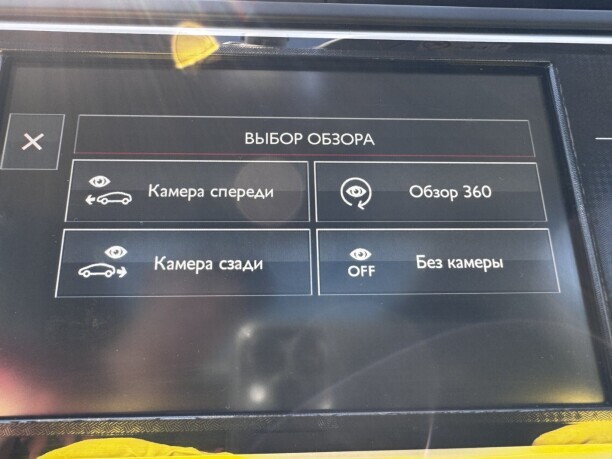 ВЫБОР ОБЗОРА
Камера спереди
Обзор 360
Камера сзади
OFF
Без камеры